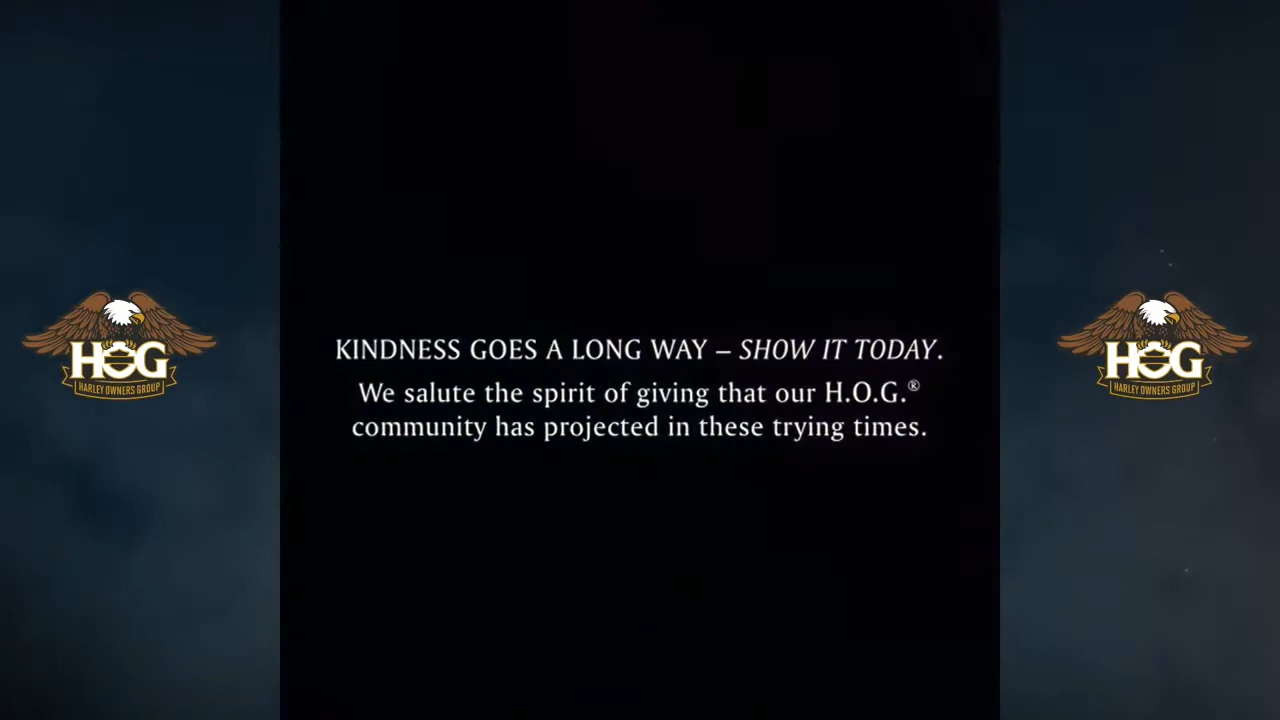 KINDNESS GOES A LONG WAY – SHOW IT TODAY.
We salute the spirit of giving that our H.O.G.®
community has projected in these trying times.
HOG
HARLEY OWNERS GROUP
HOG
HARLEY OWNERS GROUP